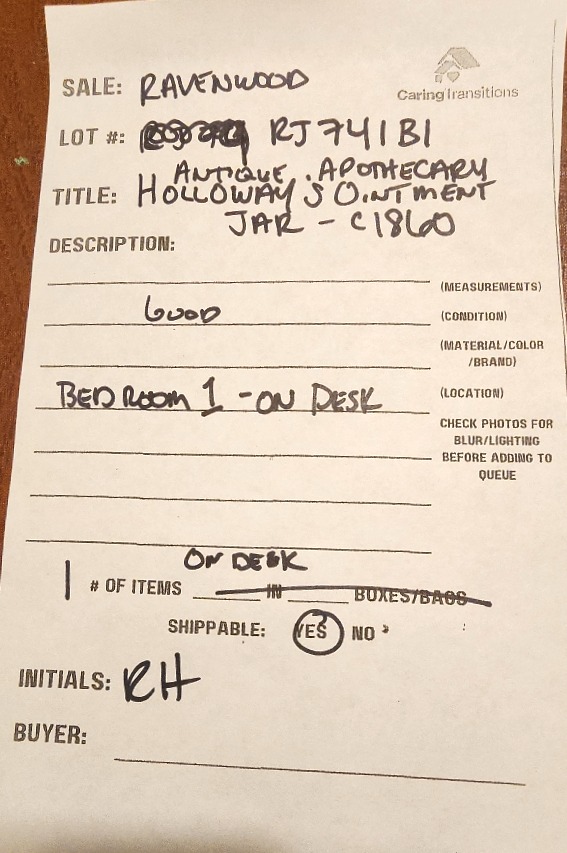 SALE: RAVENWOOD
CaringTransitions
LOT #: RJ741B1
ANTIQUE APOTHECARY
TITLE: HOLLOWAY'S OINTMENT
JAR - C1860
DESCRIPTION:
(MEASUREMENTS)
GOOD (CONDITION)
(MATERIAL/COLOR
/BRAND)
BEDROOM 1 - ON DESK (LOCATION)
CHECK PHOTOS FOR
BLUR/LIGHTING
BEFORE ADDING TO
QUEUE
ON DESK
1 # OF ITEMS IN BOXES/BAGS
SHIPPABLE: YES NO
INITIALS: RH
BUYER: